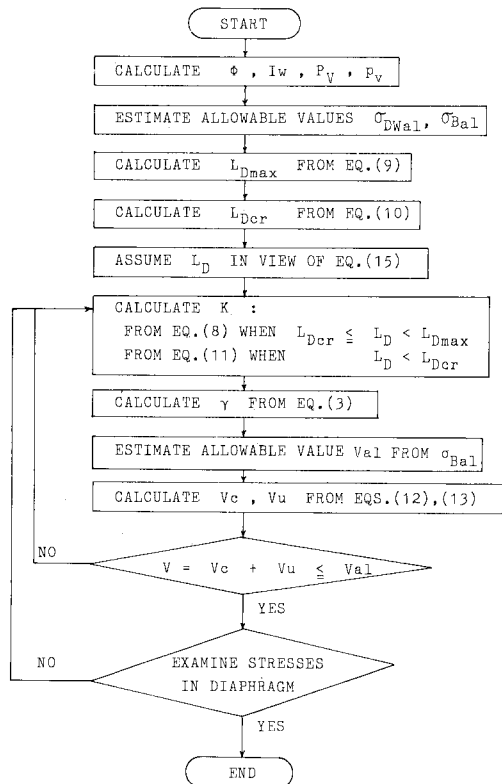 START
CALCULATE Φ , Iw , PV , pv
ESTIMATE ALLOWABLE VALUES σDWal, σBal
CALCULATE LDmax FROM EQ.(9)
CALCULATE LDcr FROM EQ.(10)
ASSUME LD IN VIEW OF EQ.(15)
CALCULATE K :
FROM EQ.(8) WHEN LDcr ≦ LD < LDmax
FROM EQ.(11) WHEN LD < LDcr
CALCULATE γ FROM EQ.(3)
ESTIMATE ALLOWABLE VALUE Val FROM σBal
CALCULATE Vc , Vu FROM EQS.(12),(13)
NO
V = Vc + Vu ≦ Val
YES
NO
EXAMINE STRESSES
IN DIAPHRAGM
YES
END